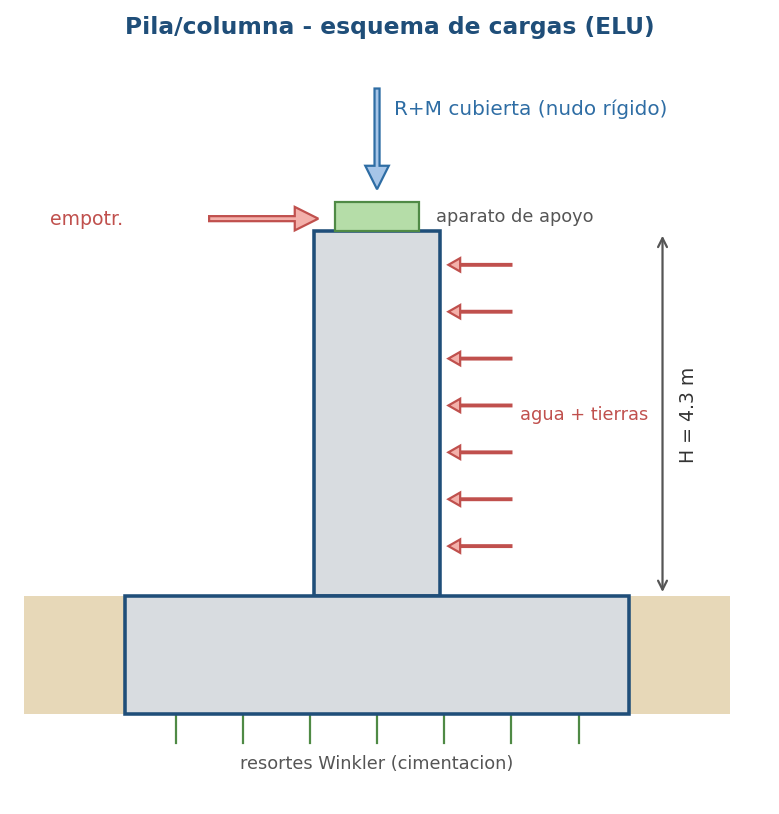 Pila/columna - esquema de cargas (ELU)
R+M cubierta (nudo rígido)
empotr.
aparato de apoyo
agua + tierras
H = 4.3 m
resortes Winkler (cimentacion)